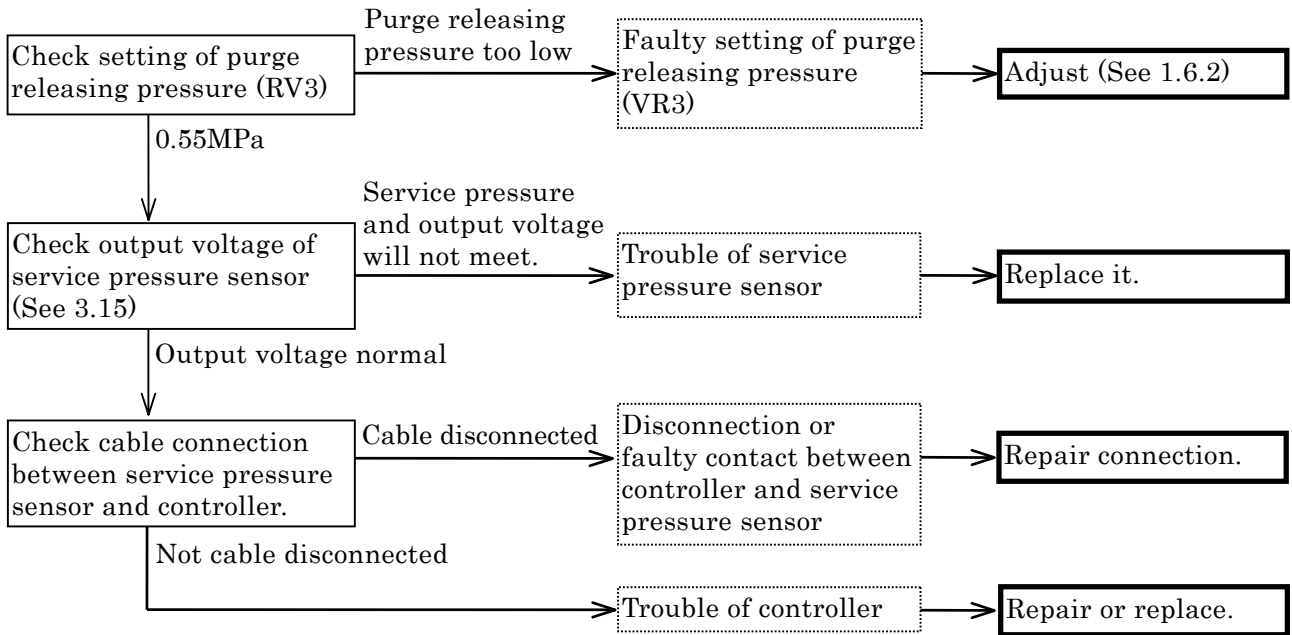 Check setting of purge
releasing pressure (RV3)
Purge releasing
pressure too low
Faulty setting of purge
releasing pressure
(VR3)
Adjust (See 1.6.2)
0.55MPa
Check output voltage of
service pressure sensor
(See 3.15)
Service pressure
and output voltage
will not meet.
Trouble of service
pressure sensor
Replace it.
Output voltage normal
Check cable connection
between service pressure
sensor and controller.
Cable disconnected
Disconnection or
faulty contact between
controller and service
pressure sensor
Repair connection.
Not cable disconnected
Trouble of controller
Repair or replace.